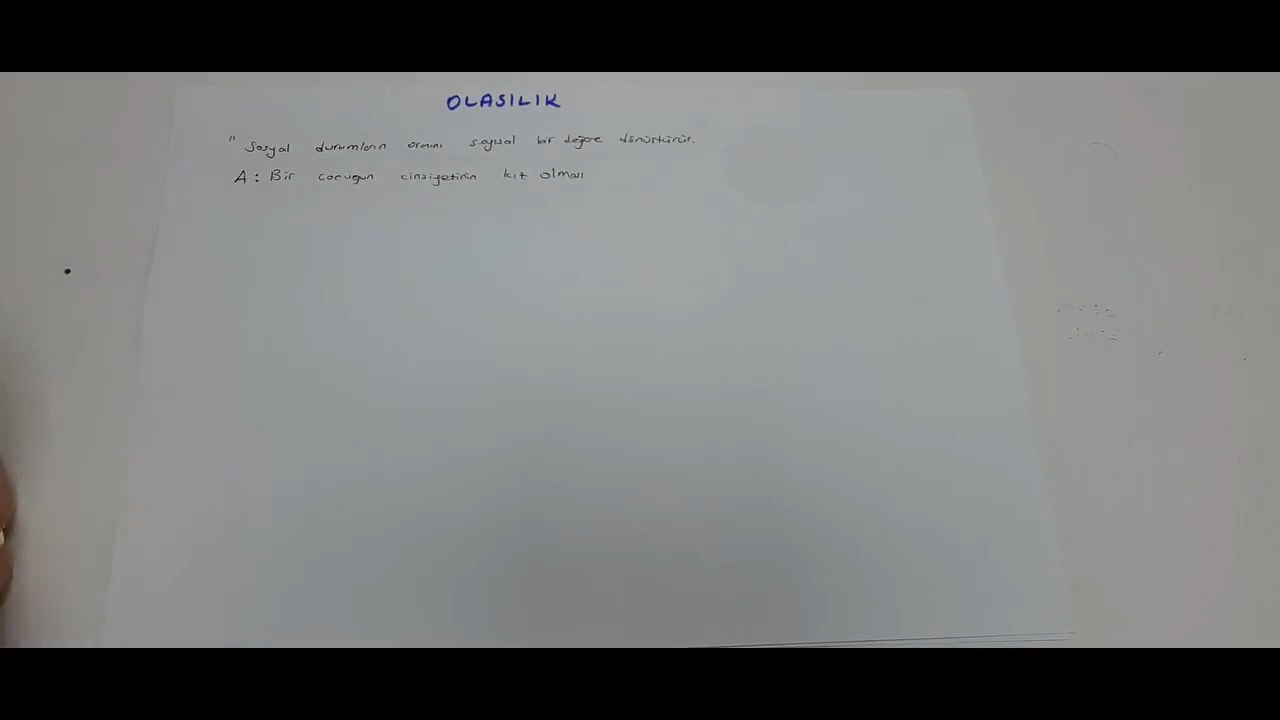 OLASILIK
" Sosyal durumların oranını sayısal bir değere dönüştürür.
A : Bir çocuğun cinsiyetinin kız olması